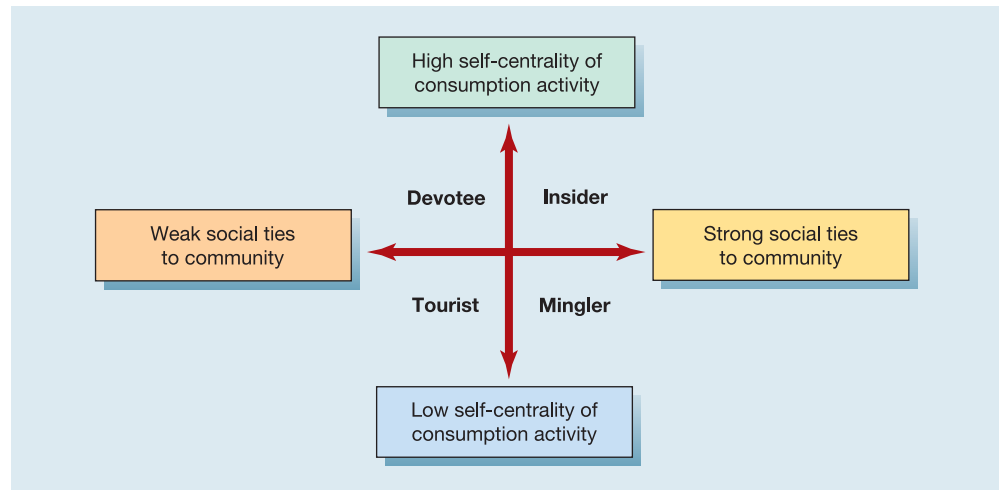 High self-centrality of
consumption activity
Devotee
Insider
Weak social ties
to community
Strong social ties
to community
Tourist
Mingler
Low self-centrality of
consumption activity